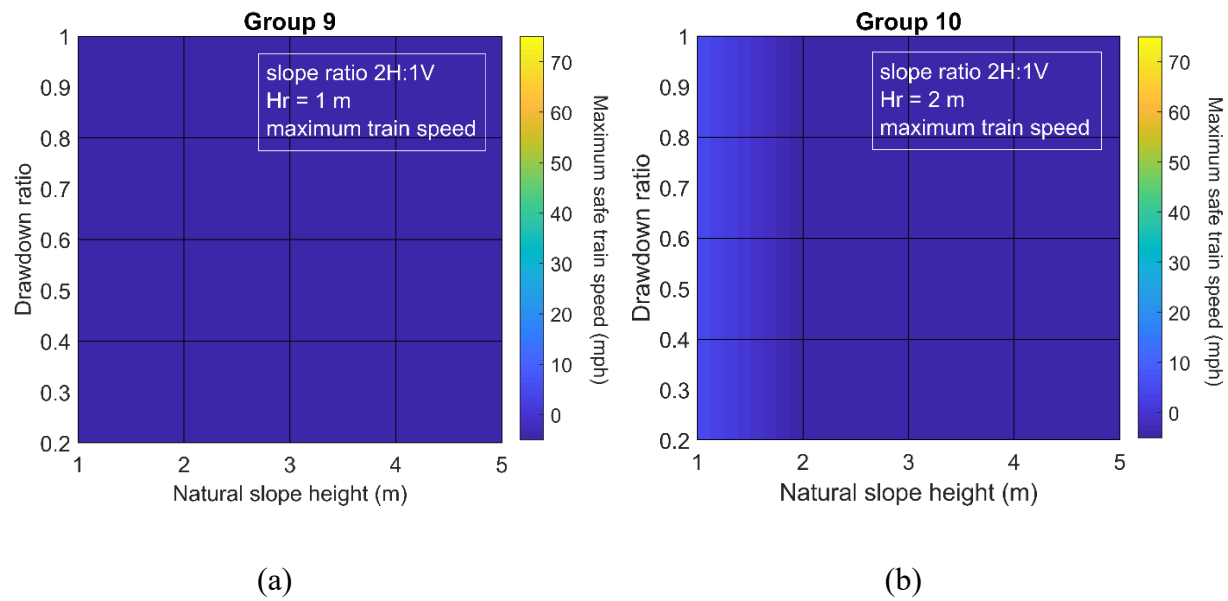 Group 9
1
0.9
0.8
0.7
0.6
0.5
0.4
0.3
0.2
Drawdown ratio
slope ratio 2H:1V
Hr = 1 m
maximum train speed
1 2 3 4 5
Natural slope height (m)
70
60
50
40
30
20
10
0
Maximum safe train speed (mph)
(a)
Group 10
1
0.9
0.8
0.7
0.6
0.5
0.4
0.3
0.2
Drawdown ratio
slope ratio 2H:1V
Hr = 2 m
maximum train speed
1 2 3 4 5
Natural slope height (m)
70
60
50
40
30
20
10
0
Maximum safe train speed (mph)
(b)